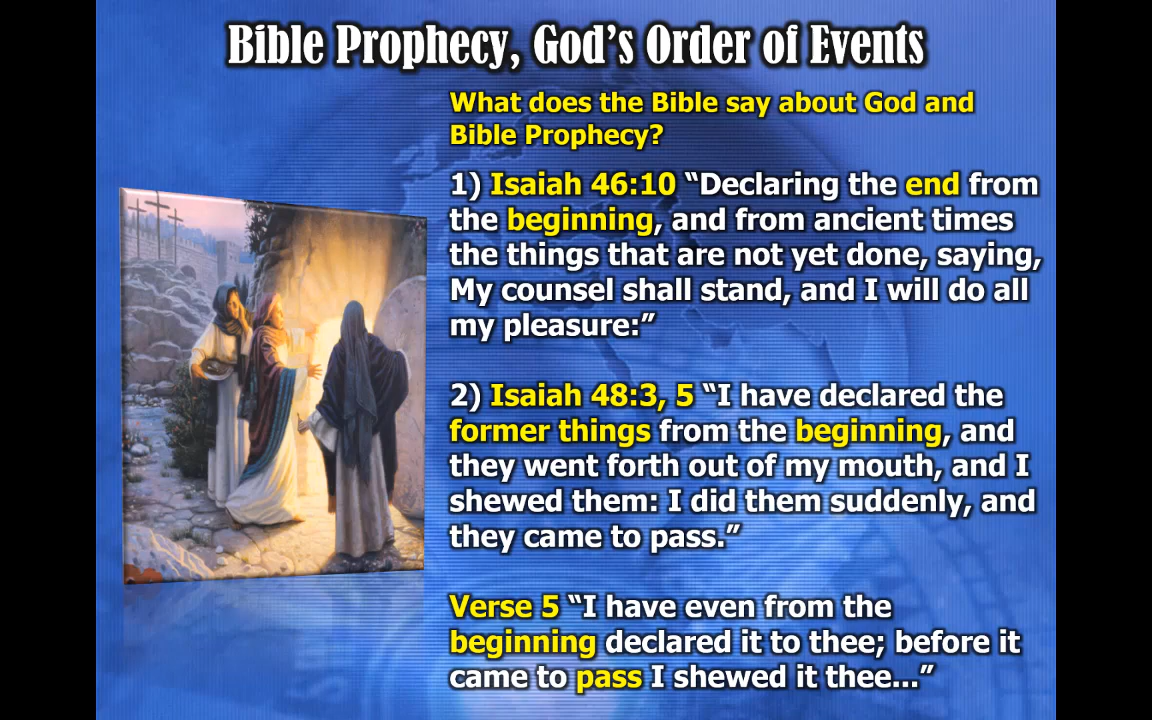 Bible Prophecy, God’s Order of Events
What does the Bible say about God and
Bible Prophecy?
1) Isaiah 46:10 “Declaring the end from
the beginning, and from ancient times
the things that are not yet done, saying,
My counsel shall stand, and I will do all
my pleasure:”
2) Isaiah 48:3, 5 “I have declared the
former things from the beginning, and
they went forth out of my mouth, and I
shewed them: I did them suddenly, and
they came to pass.”
Verse 5 “I have even from the
beginning declared it to thee; before it
came to pass I shewed it thee...”